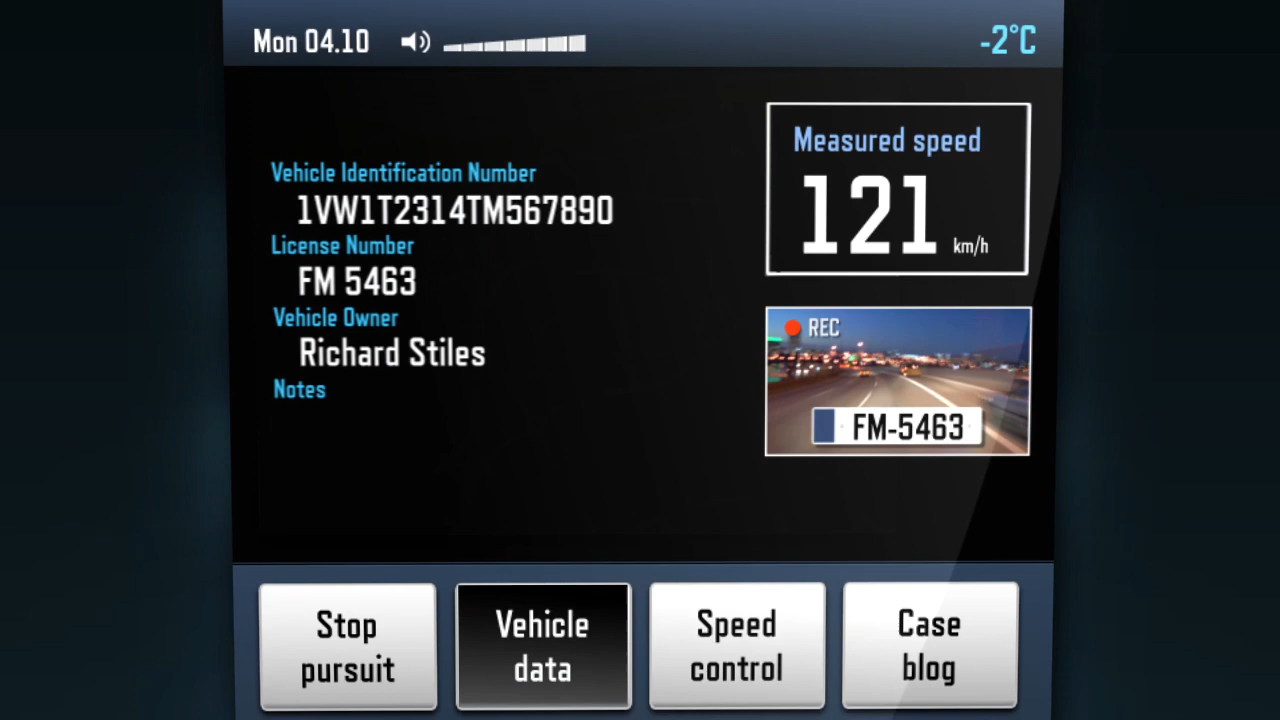 Mon 04.10
-2°C
Vehicle Identification Number
1VW1T2314TM567890
License Number
FM 5463
Vehicle Owner
Richard Stiles
Notes
Measured speed
121 km/h
REC
FM-5463
Stop
pursuit
Vehicle
data
Speed
control
Case
blog